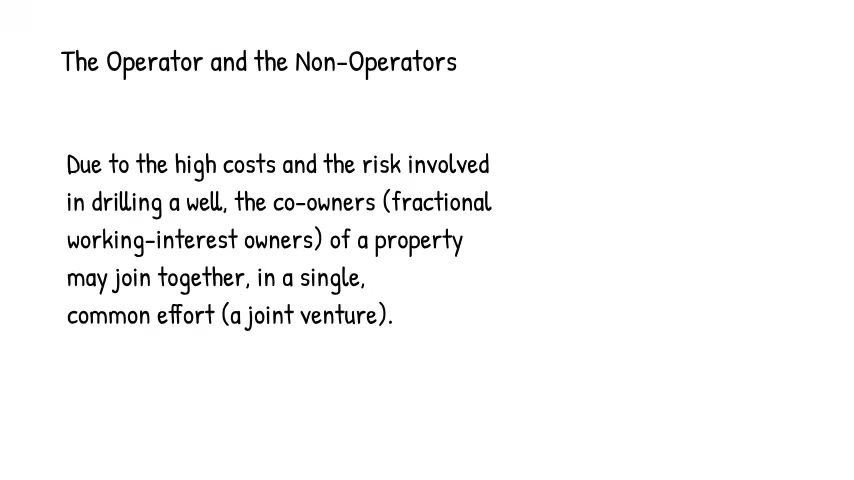 The Operator and the Non-Operators
Due to the high costs and the risk involved
in drilling a well, the co-owners (fractional
working-interest owners) of a property
may join together, in a single,
common effort (a joint venture).